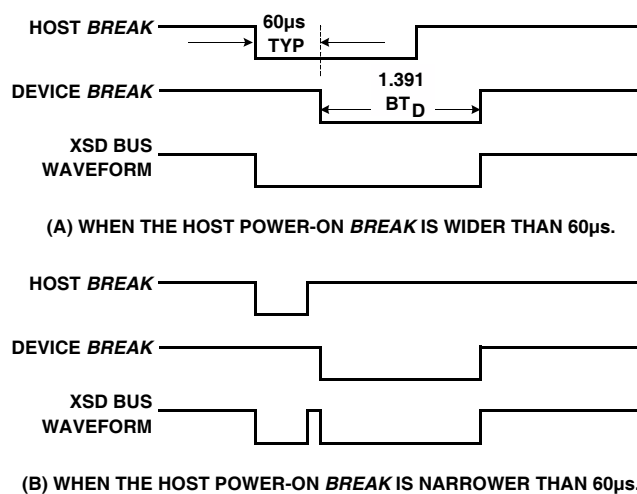 HOST BREAK
60µs
TYP
DEVICE BREAK
1.391
BTD
XSD BUS
WAVEFORM
(A) WHEN THE HOST POWER-ON BREAK IS WIDER THAN 60µs.
HOST BREAK
DEVICE BREAK
XSD BUS
WAVEFORM
(B) WHEN THE HOST POWER-ON BREAK IS NARROWER THAN 60µs.